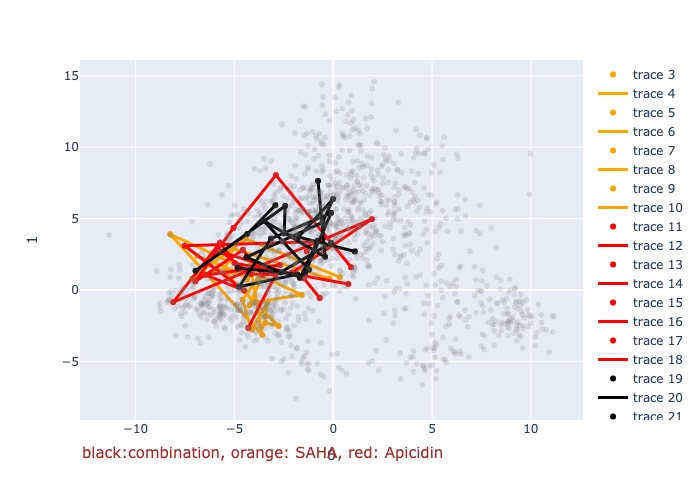 15
10
5
0
−5
−10
−5
0
5
10
1
0
black:combination, orange: SAHA, red: Apicidin
trace 3
trace 4
trace 5
trace 6
trace 7
trace 8
trace 9
trace 10
trace 11
trace 12
trace 13
trace 14
trace 15
trace 16
trace 17
trace 18
trace 19
trace 20
trace 21